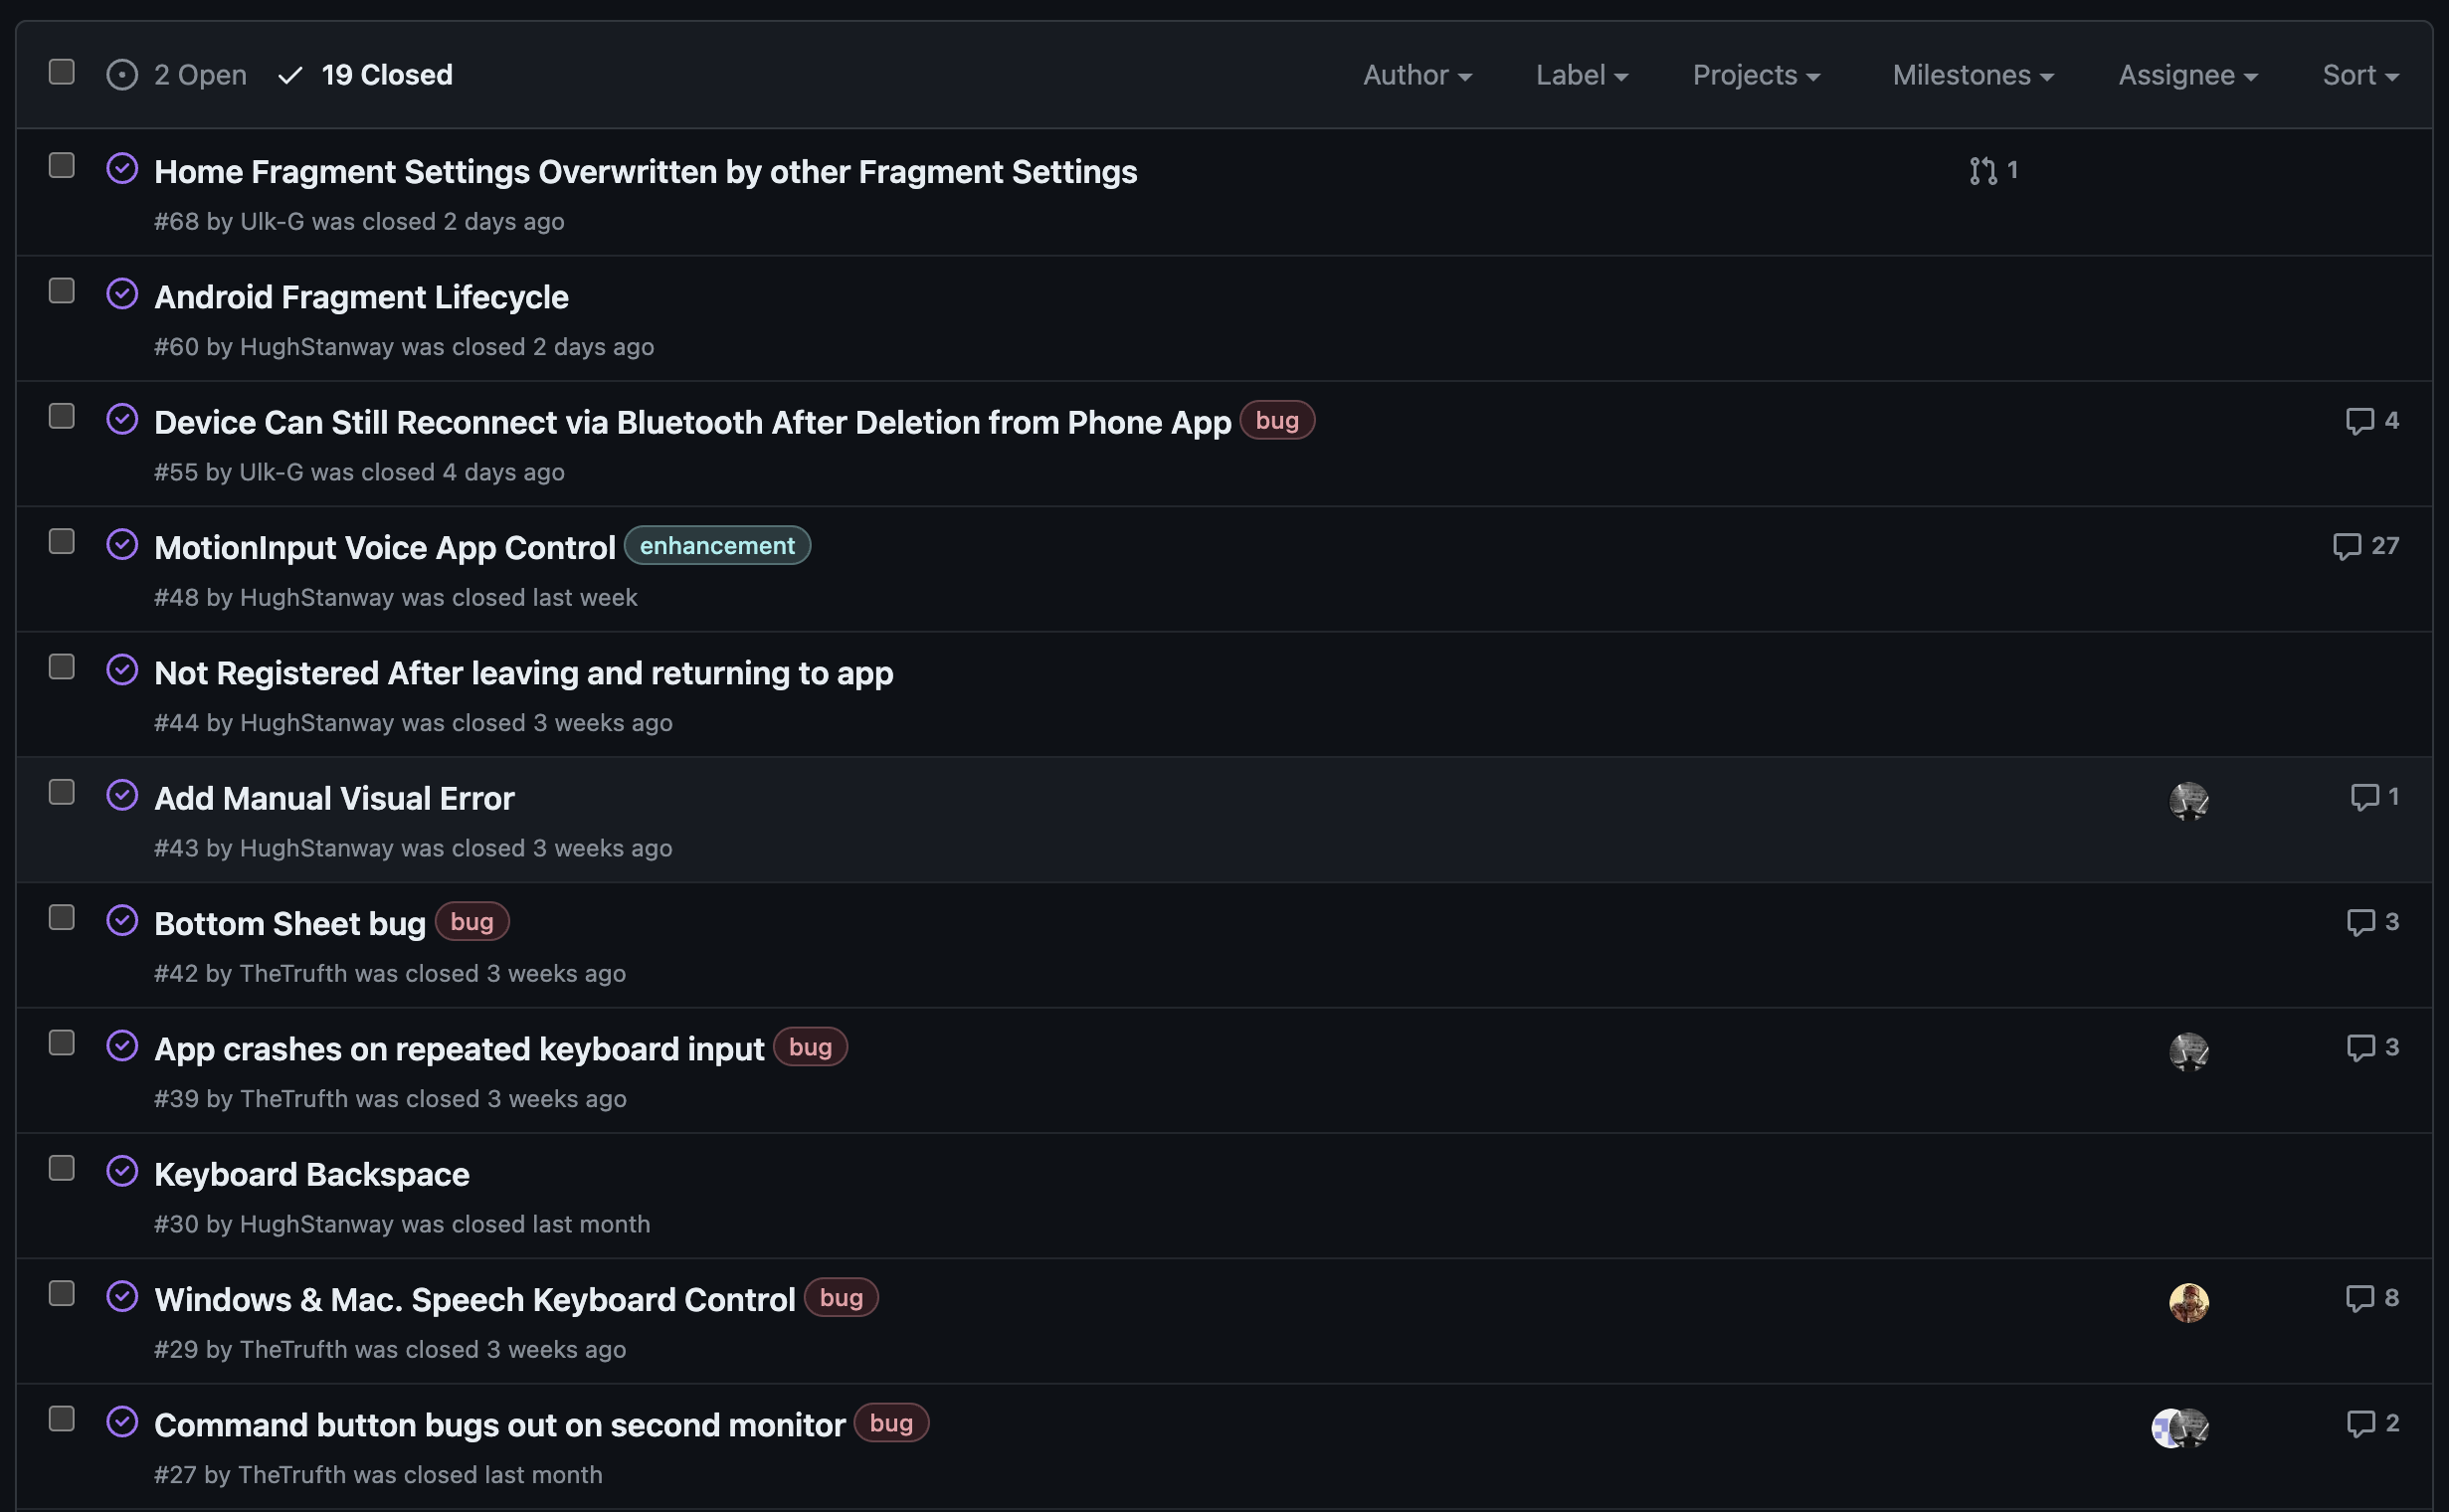 2 Open 19 Closed Author Label Projects Milestones Assignee Sort
Home Fragment Settings Overwritten by other Fragment Settings 1
#68 by Ulk-G was closed 2 days ago
Android Fragment Lifecycle
#60 by HughStanway was closed 2 days ago
Device Can Still Reconnect via Bluetooth After Deletion from Phone App bug 4
#55 by Ulk-G was closed 4 days ago
MotionInput Voice App Control enhancement 27
#48 by HughStanway was closed last week
Not Registered After leaving and returning to app
#44 by HughStanway was closed 3 weeks ago
Add Manual Visual Error 1
#43 by HughStanway was closed 3 weeks ago
Bottom Sheet bug bug 3
#42 by TheTrufth was closed 3 weeks ago
App crashes on repeated keyboard input bug 3
#39 by TheTrufth was closed 3 weeks ago
Keyboard Backspace
#30 by HughStanway was closed last month
Windows & Mac. Speech Keyboard Control bug 8
#29 by TheTrufth was closed 3 weeks ago
Command button bugs out on second monitor bug 2
#27 by TheTrufth was closed last month